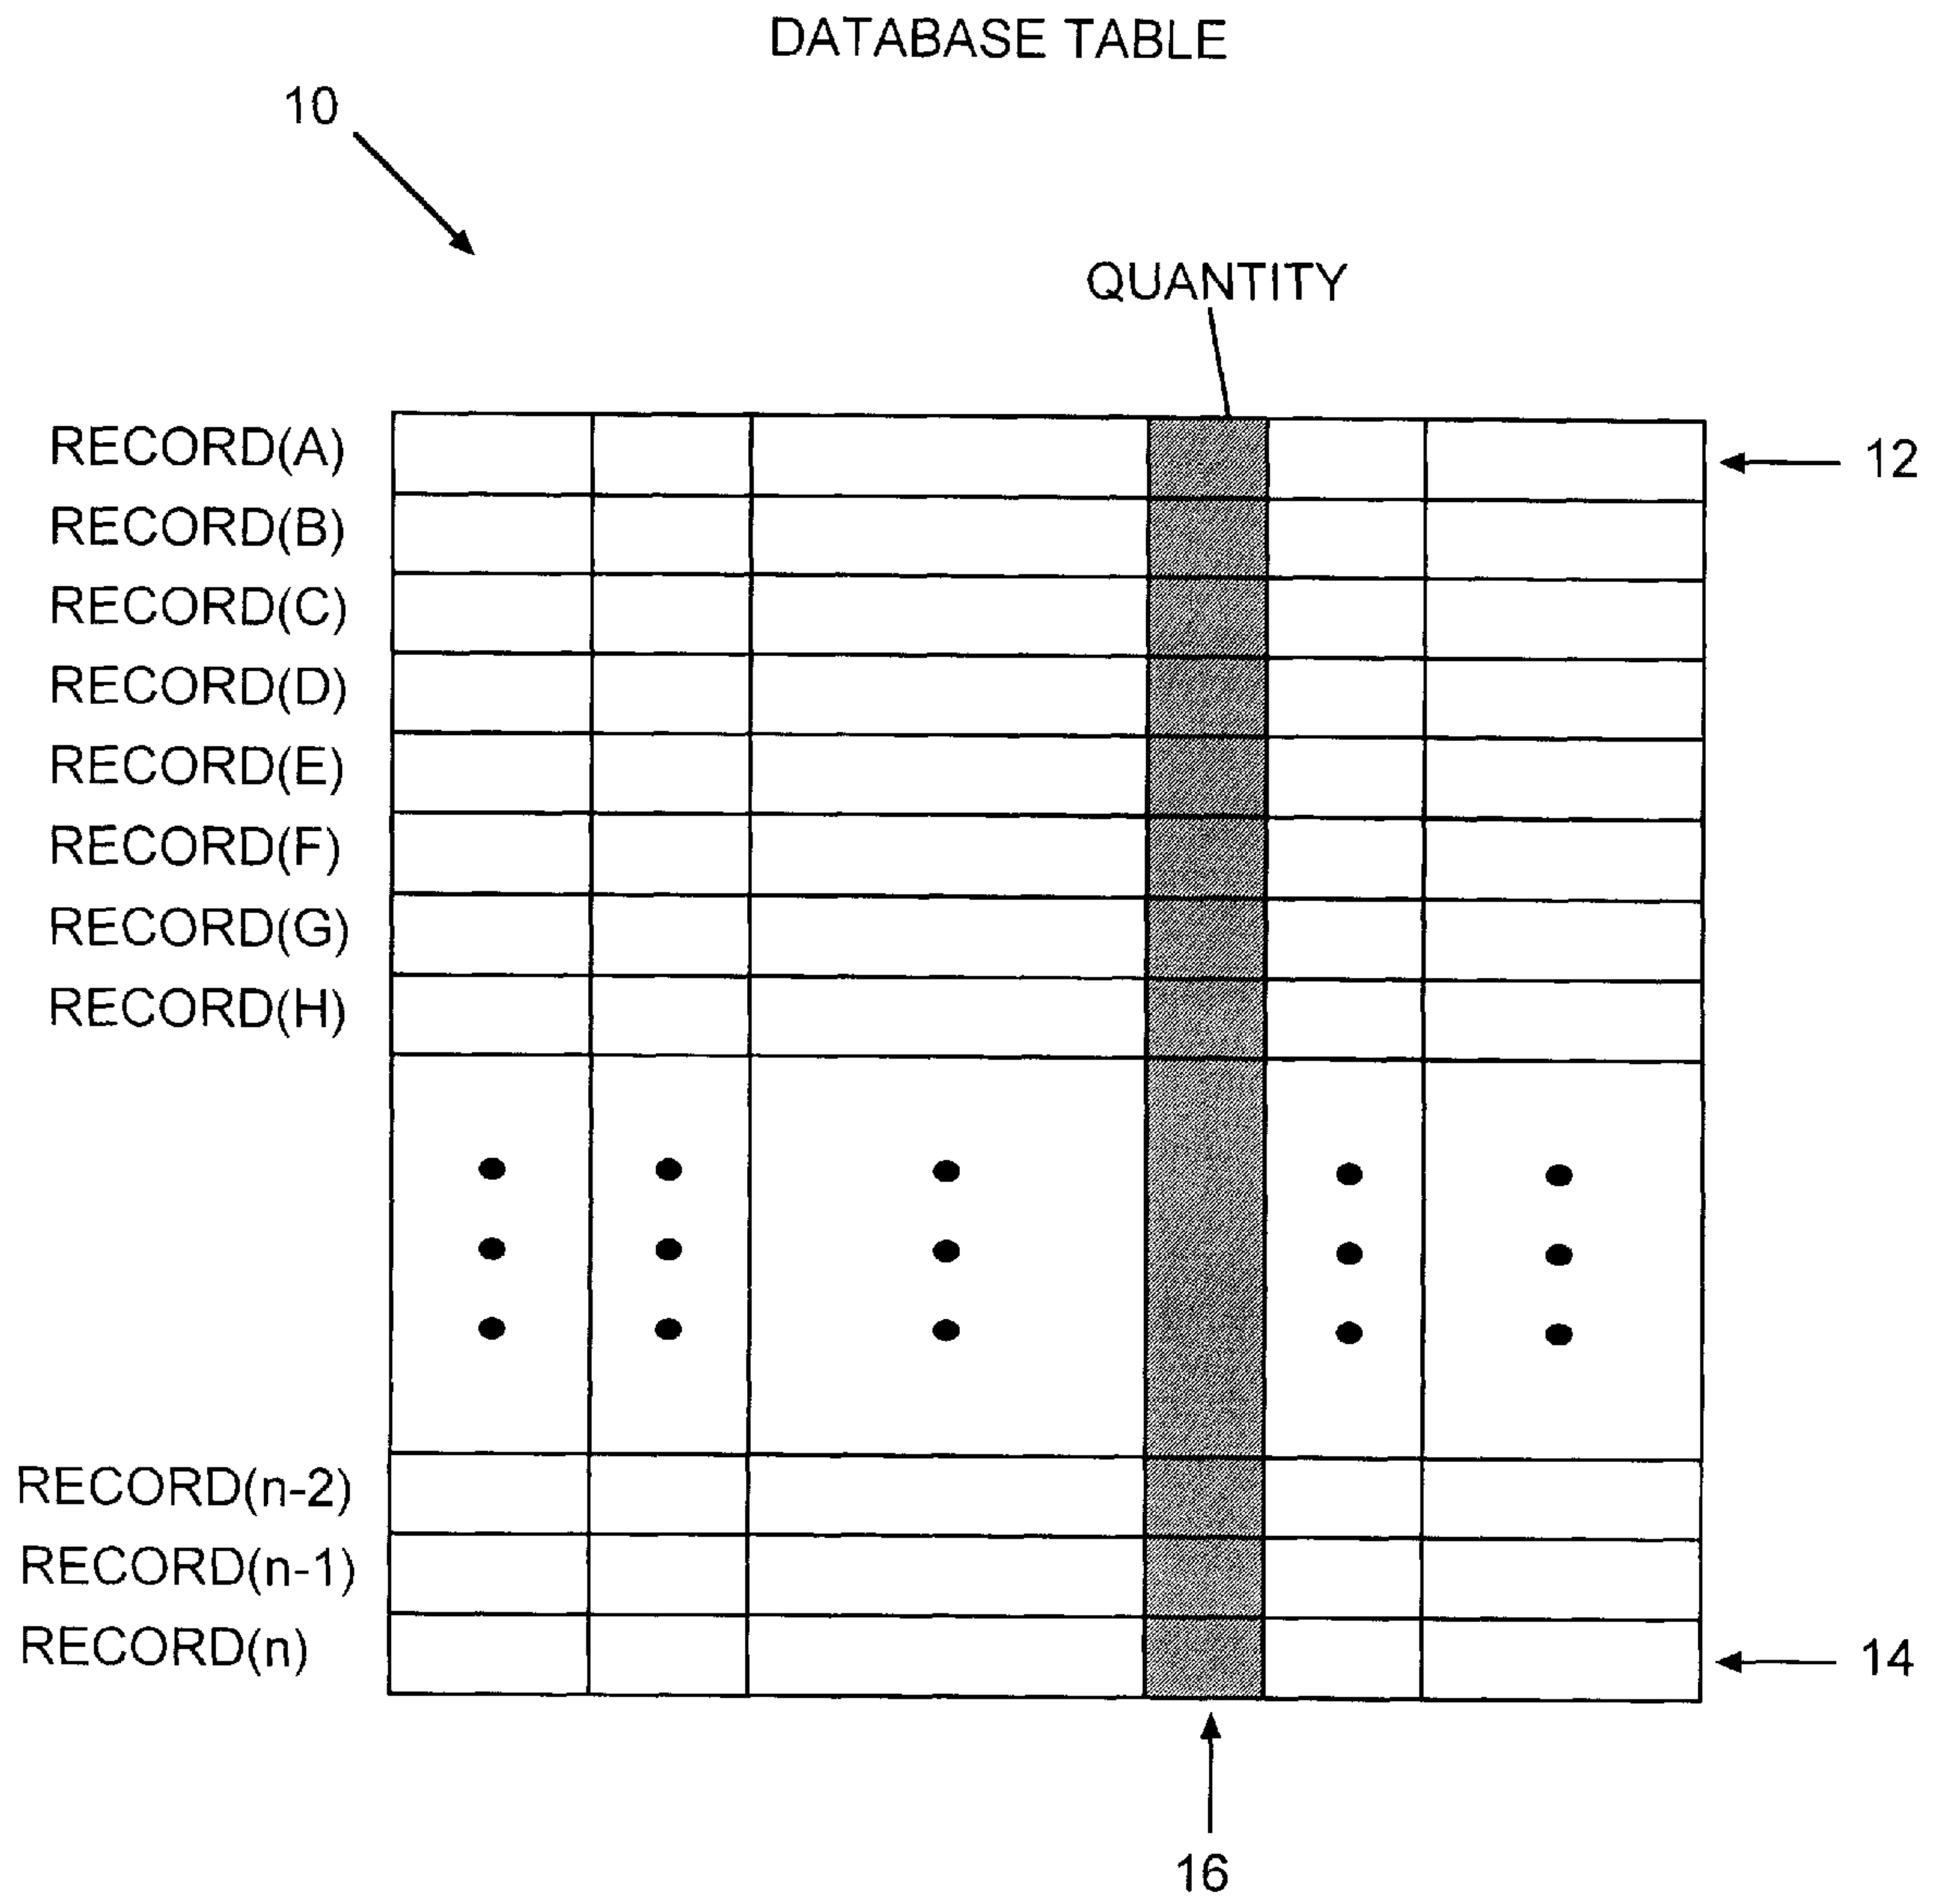 DATABASE TABLE
10
QUANTITY
RECORD(A)
12
RECORD(B)
RECORD(C)
RECORD(D)
RECORD(E)
RECORD(F)
RECORD(G)
RECORD(H)
RECORD(n-2)
RECORD(n-1)
RECORD(n)
14
16